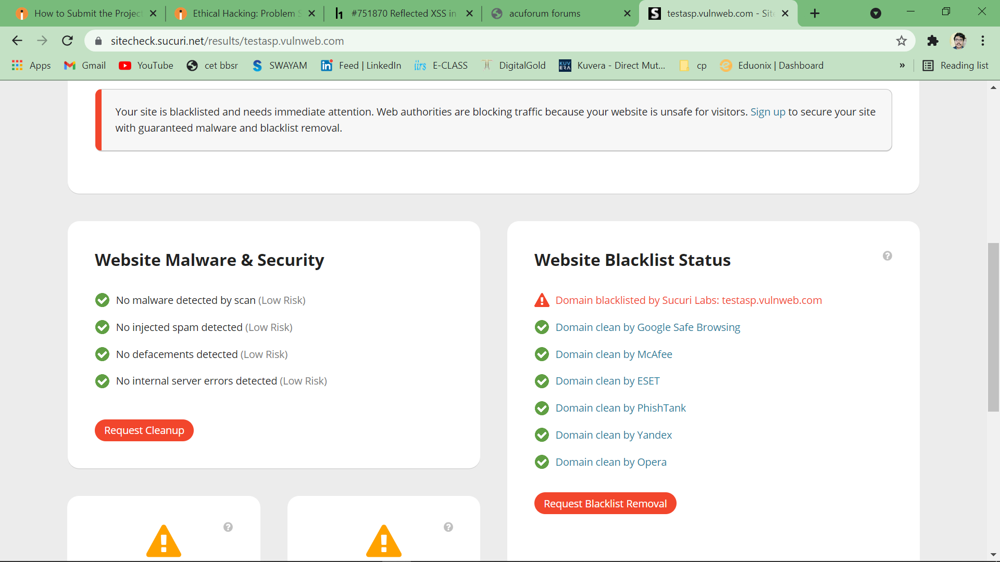 How to Submit the Project
Ethical Hacking: Problem S
#751870 Reflected XSS in
acuforum forums
testasp.vulnweb.com - Site
sitecheck.sucuri.net/results/testasp.vulnweb.com
Apps
Gmail
YouTube
cet bbsr
SWAYAM
Feed | LinkedIn
E-CLASS
DigitalGold
Kuvera - Direct Mut...
cp
Eduonix | Dashboard
»
Reading list
Your site is blacklisted and needs immediate attention. Web authorities are blocking traffic because your website is unsafe for visitors. Sign up to secure your site
with guaranteed malware and blacklist removal.
Website Malware & Security
No malware detected by scan (Low Risk)
No injected spam detected (Low Risk)
No defacements detected (Low Risk)
No internal server errors detected (Low Risk)
Request Cleanup
Website Blacklist Status
Domain blacklisted by Sucuri Labs: testasp.vulnweb.com
Domain clean by Google Safe Browsing
Domain clean by McAfee
Domain clean by ESET
Domain clean by PhishTank
Domain clean by Yandex
Domain clean by Opera
Request Blacklist Removal